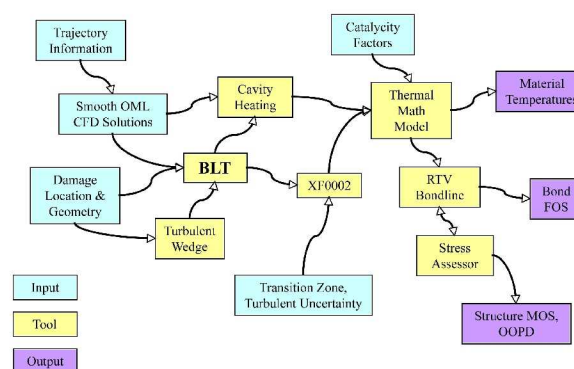 Trajectory
Information
Catalycity
Factors
Cavity
Heating
Thermal
Math
Model
Material
Temperatures
Smooth OML
CFD Solutions
BLT
XF0002
RTV
Bondline
Bond
FOS
Damage
Location &
Geometry
Turbulent
Wedge
Stress
Assessor
Transition Zone,
Turbulent Uncertainty
Structure MOS,
OOPD
Input
Tool
Output